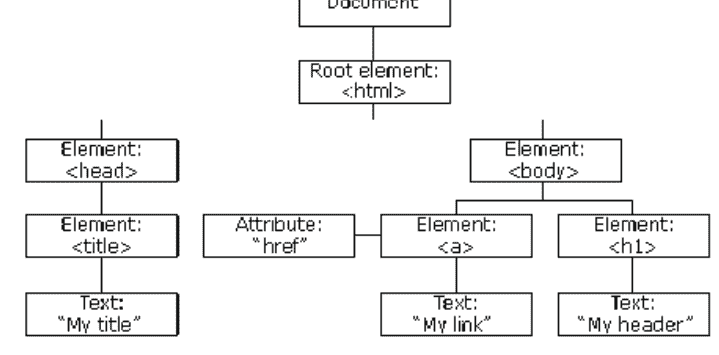 Document
Root element:
<html>
Element:
<head>
Element:
<body>
Element:
<title>
Attribute:
"href"
Element:
<a>
Element:
<h1>
Text:
"My title"
Text:
"My link"
Text:
"My header"